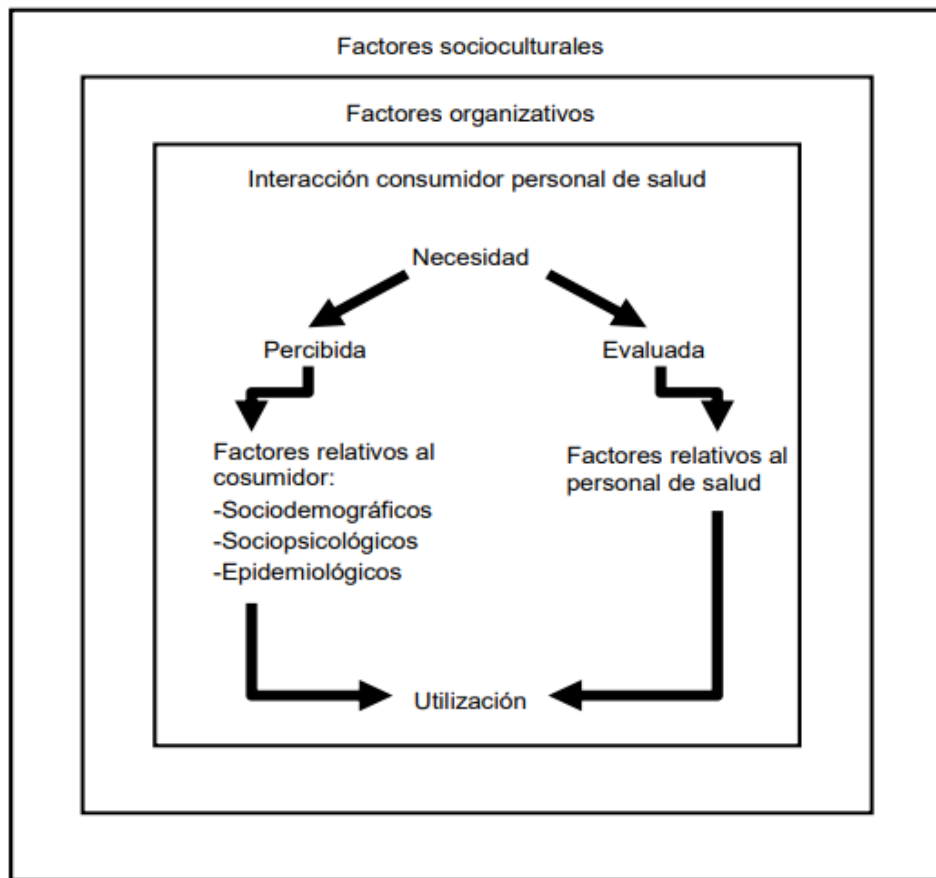 Factores socioculturales
Factores organizativos
Interacción consumidor personal de salud
Necesidad
Percibida
Evaluada
Factores relativos al
cosumidor:
-Sociodemográficos
-Sociopsicológicos
-Epidemiológicos
Factores relativos al
personal de salud
Utilización